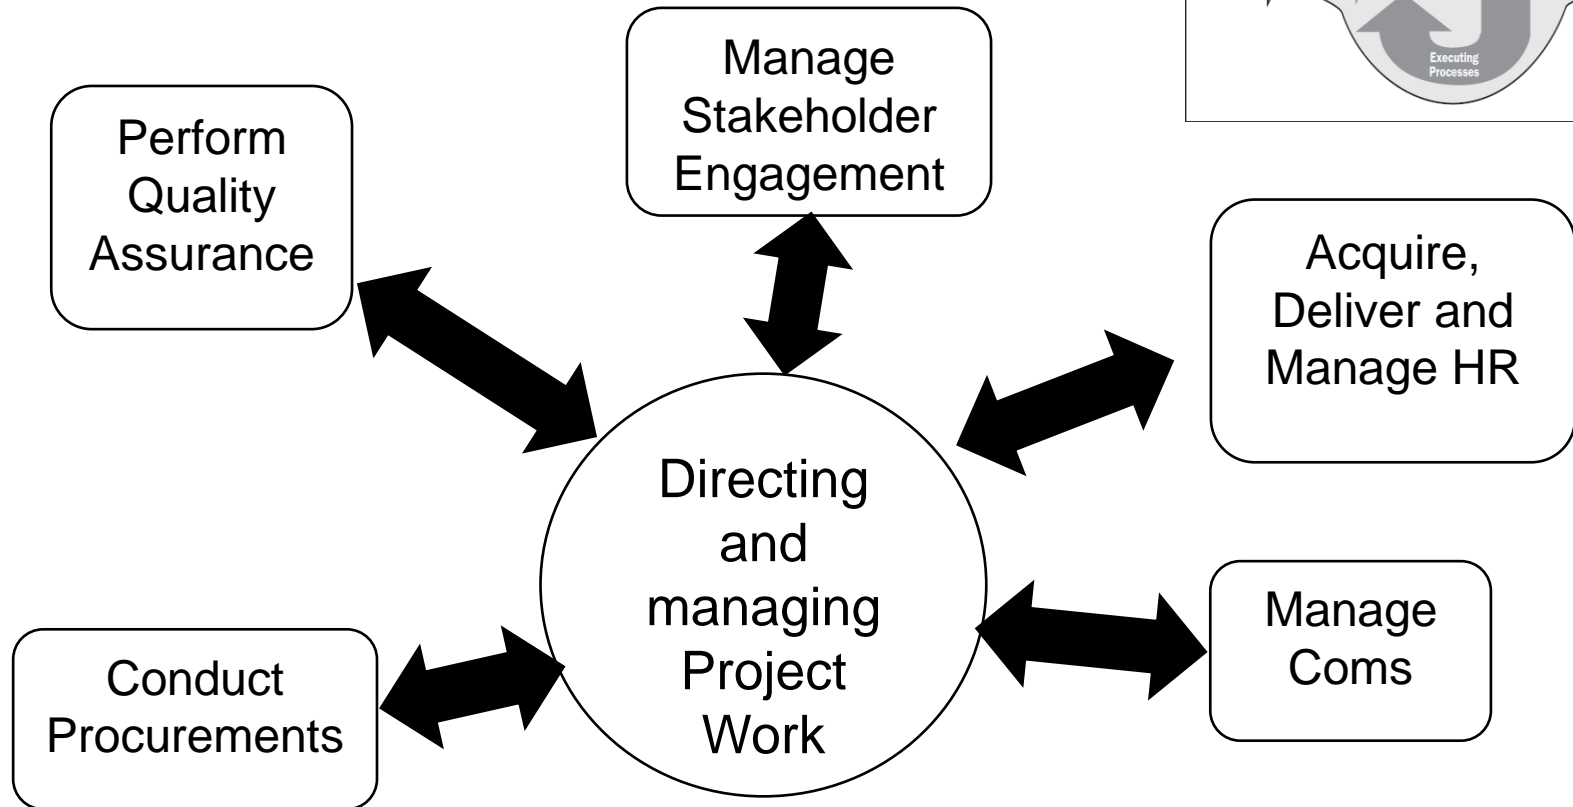 Executing
Processes
Manage
Stakeholder
Engagement
Perform
Quality
Assurance
Acquire,
Deliver and
Manage HR
Directing
and
managing
Project
Work
Manage
Coms
Conduct
Procurements